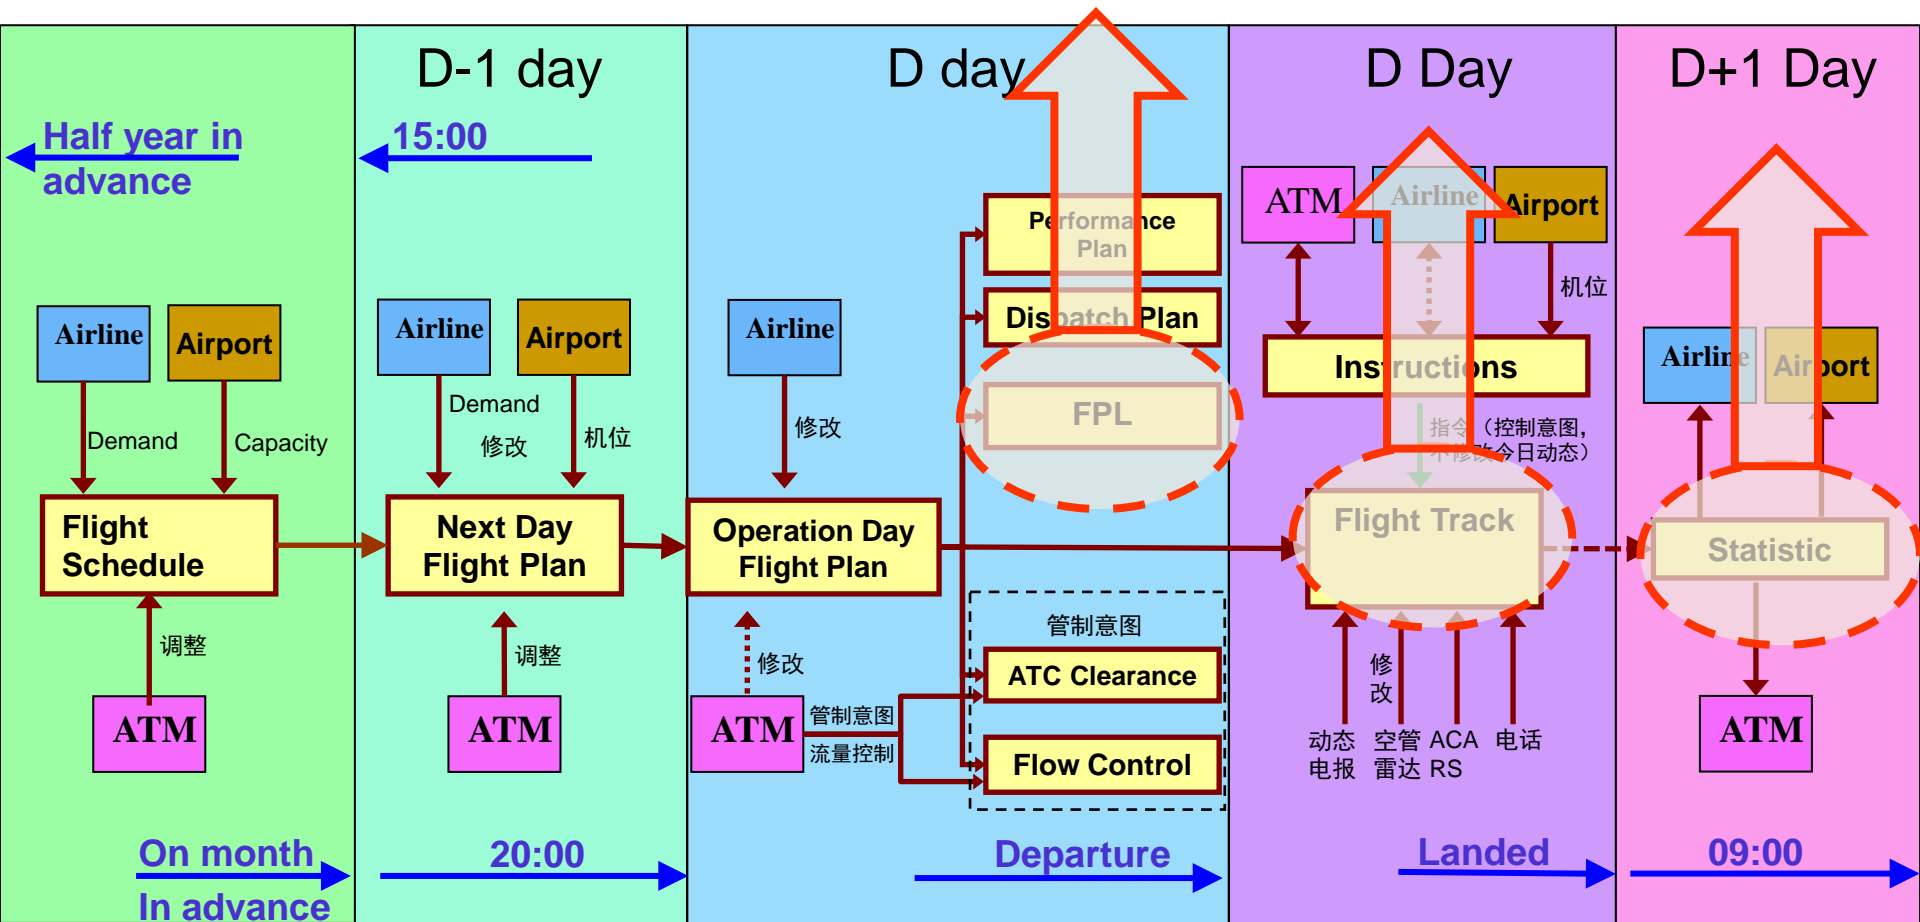 D-1 day
D day
D Day
D+1 Day
Half year in
advance
15:00
Airline
Airport
Demand
Capacity
Flight
Schedule
调整
ATM
On month
In advance
Airline
Airport
Demand
修改
机位
Next Day
Flight Plan
调整
ATM
20:00
Airline
修改
Operation Day
Flight Plan
修改
ATM
管制意图
流量控制
Performance
Plan
Dispatch Plan
FPL
管制意图
ATC Clearance
Flow Control
Departure
ATM
Airline
Airport
机位
Instructions
指令（控制意图，
不修改今日动态）
Flight Track
修
改
动态
电报
空管
雷达
ACA
RS
电话
Landed
Airline
Airport
Statistic
ATM
09:00